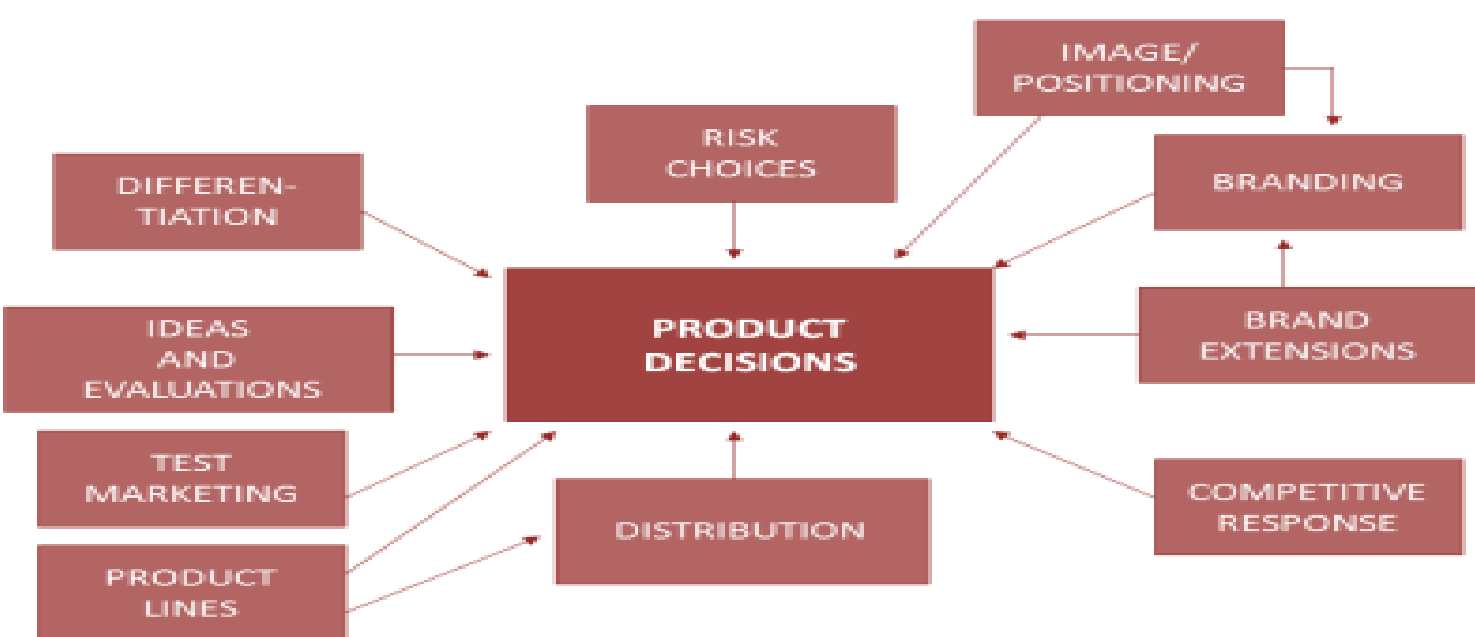 IMAGE/
POSITIONING
RISK
CHOICES
DIFFEREN-
TIATION
BRANDING
IDEAS
AND
EVALUATIONS
PRODUCT
DECISIONS
BRAND
EXTENSIONS
TEST
MARKETING
DISTRIBUTION
COMPETITIVE
RESPONSE
PRODUCT
LINES